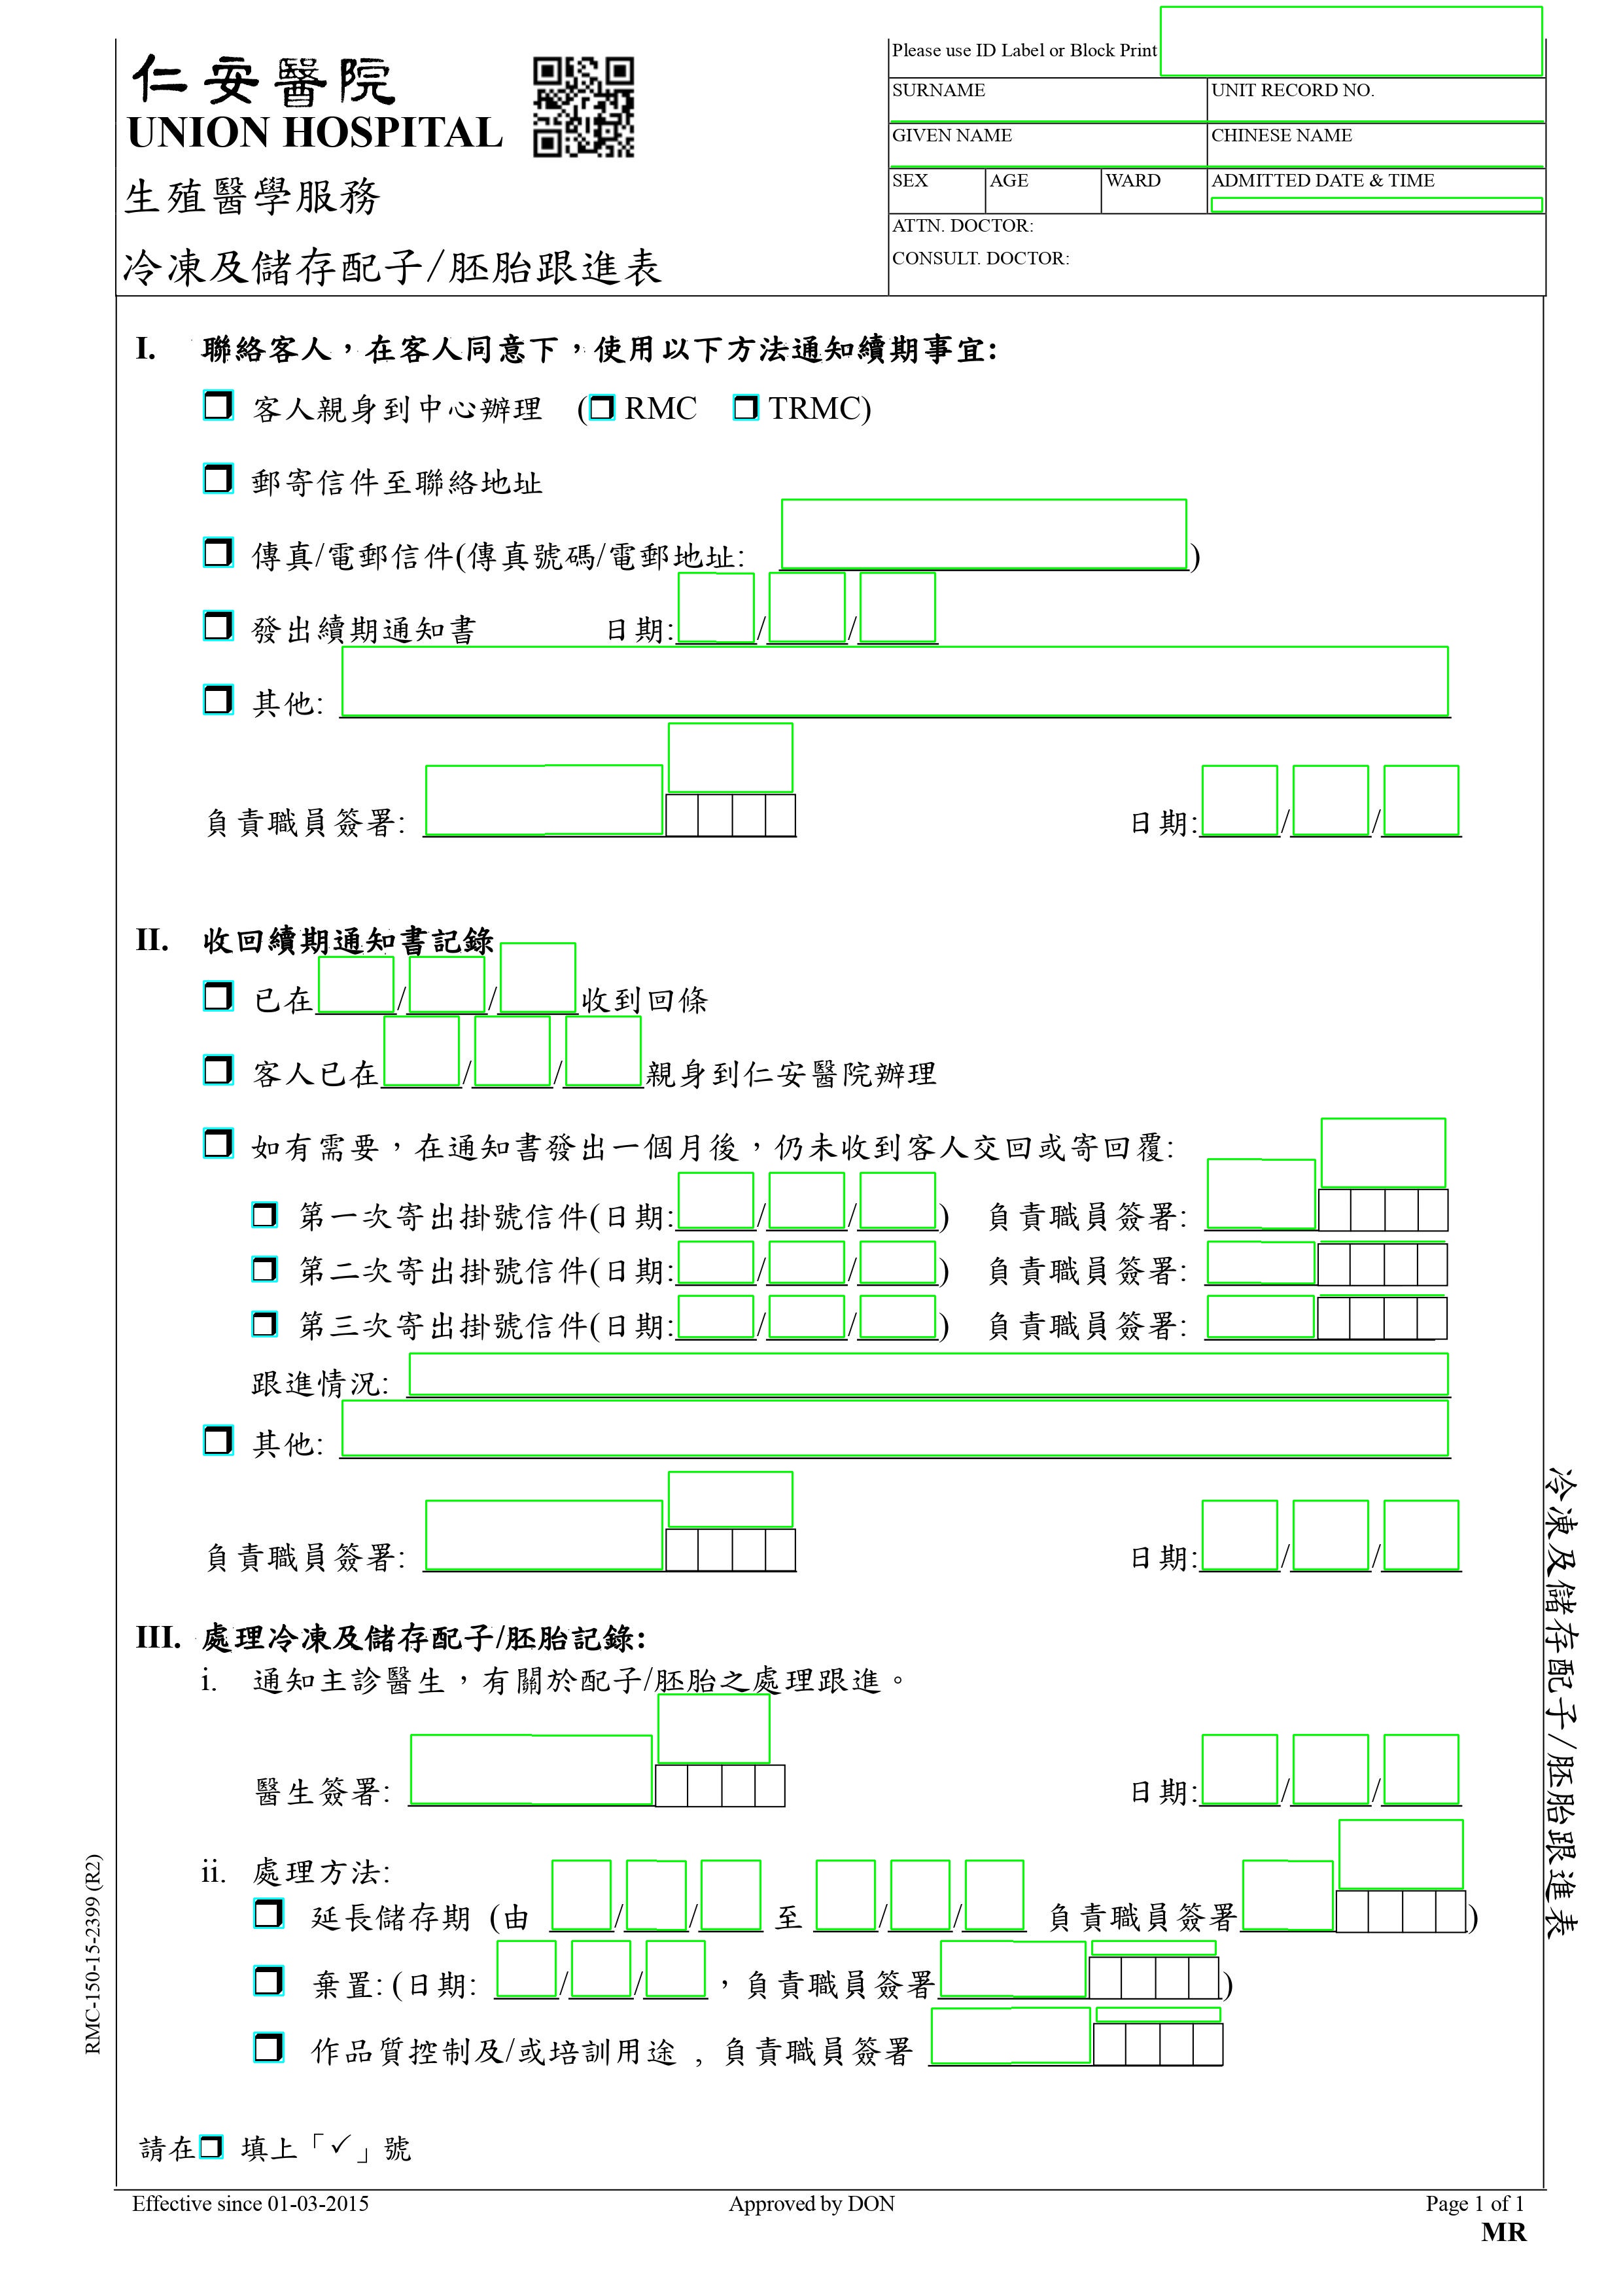 仁安醫院
UNION HOSPITAL
生殖醫學服務
冷凍及儲存配子/胚胎跟進表
Please use ID Label or Block Print
SURNAME UNIT RECORD NO.
GIVEN NAME CHINESE NAME
SEX AGE WARD ADMITTED DATE & TIME
ATTN. DOCTOR:
CONSULT. DOCTOR:
I. 聯絡客人，在客人同意下，使用以下方法通知續期事宜:
❒ 客人親身到中心辦理 (❒ RMC ❒ TRMC)
❒ 郵寄信件至聯絡地址
❒ 傳真/電郵信件(傳真號碼/電郵地址: )
❒ 發出續期通知書 日期: / /
❒ 其他:
負責職員簽署: 日期: / /
II. 收回續期通知書記錄
❒ 已在 / / 收到回條
❒ 客人已在 / / 親身到仁安醫院辦理
❒ 如有需要，在通知書發出一個月後，仍未收到客人交回或寄回覆:
❒ 第一次寄出掛號信件(日期: / / ) 負責職員簽署:
❒ 第二次寄出掛號信件(日期: / / ) 負責職員簽署:
❒ 第三次寄出掛號信件(日期: / / ) 負責職員簽署:
跟進情況:
❒ 其他:
負責職員簽署: 日期: / /
III. 處理冷凍及儲存配子/胚胎記錄:
i. 通知主診醫生，有關於配子/胚胎之處理跟進。
醫生簽署: 日期: / /
ii. 處理方法:
❒ 延長儲存期 (由 / / 至 / / 負責職員簽署 )
❒ 棄置: (日期: / / ，負責職員簽署 )
❒ 作品質控制及/或培訓用途 , 負責職員簽署
請在❒ 填上「✓」號
Effective since 01-03-2015 Approved by DON Page 1 of 1
MR
RMC-150-15-2399 (R2)
冷凍及儲存配子/胚胎跟進表